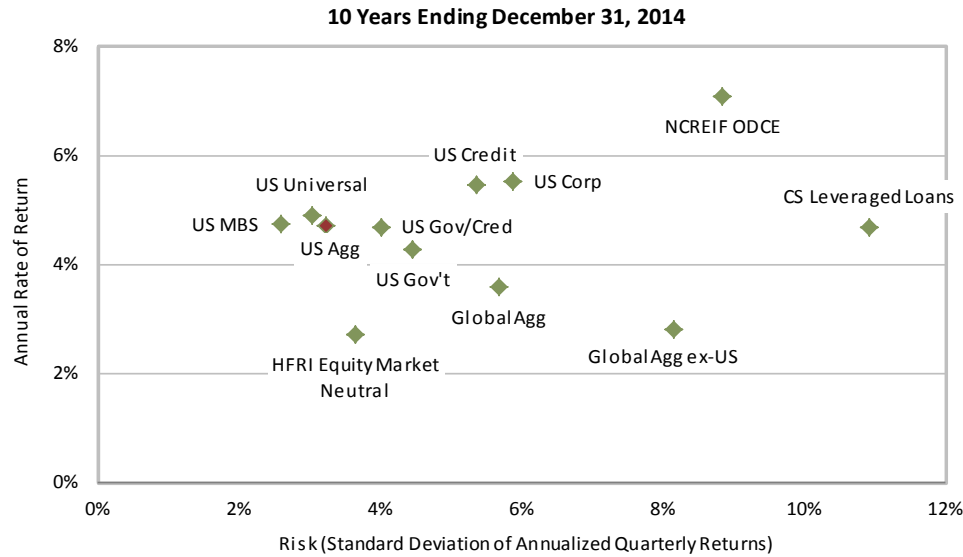 10 Years Ending December 31, 2014
8%
6%
4%
2%
0%
Annual Rate of Return
NCREIF ODCE
US Credit
US Corp
US Universal
CS Leveraged Loans
US MBS
US Gov/Cred
US Agg
US Gov't
Global Agg
Global Agg ex-US
HFRI Equity Market
Neutral
0% 2% 4% 6% 8% 10% 12%
Risk (Standard Deviation of Annualized Quarterly Returns)